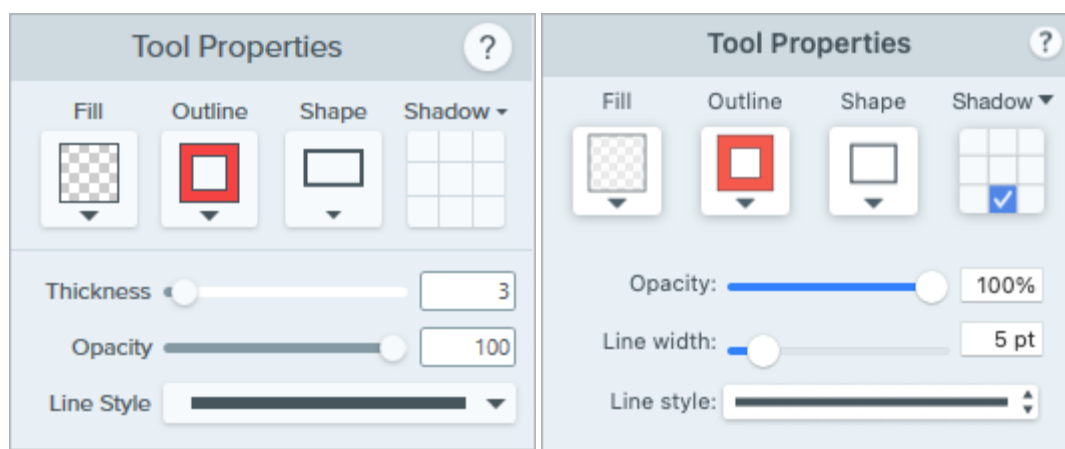 Tool Properties ?
Fill Outline Shape Shadow
Thickness 3
Opacity 100
Line Style
Tool Properties ?
Fill Outline Shape Shadow
Opacity: 100%
Line width: 5 pt
Line style: